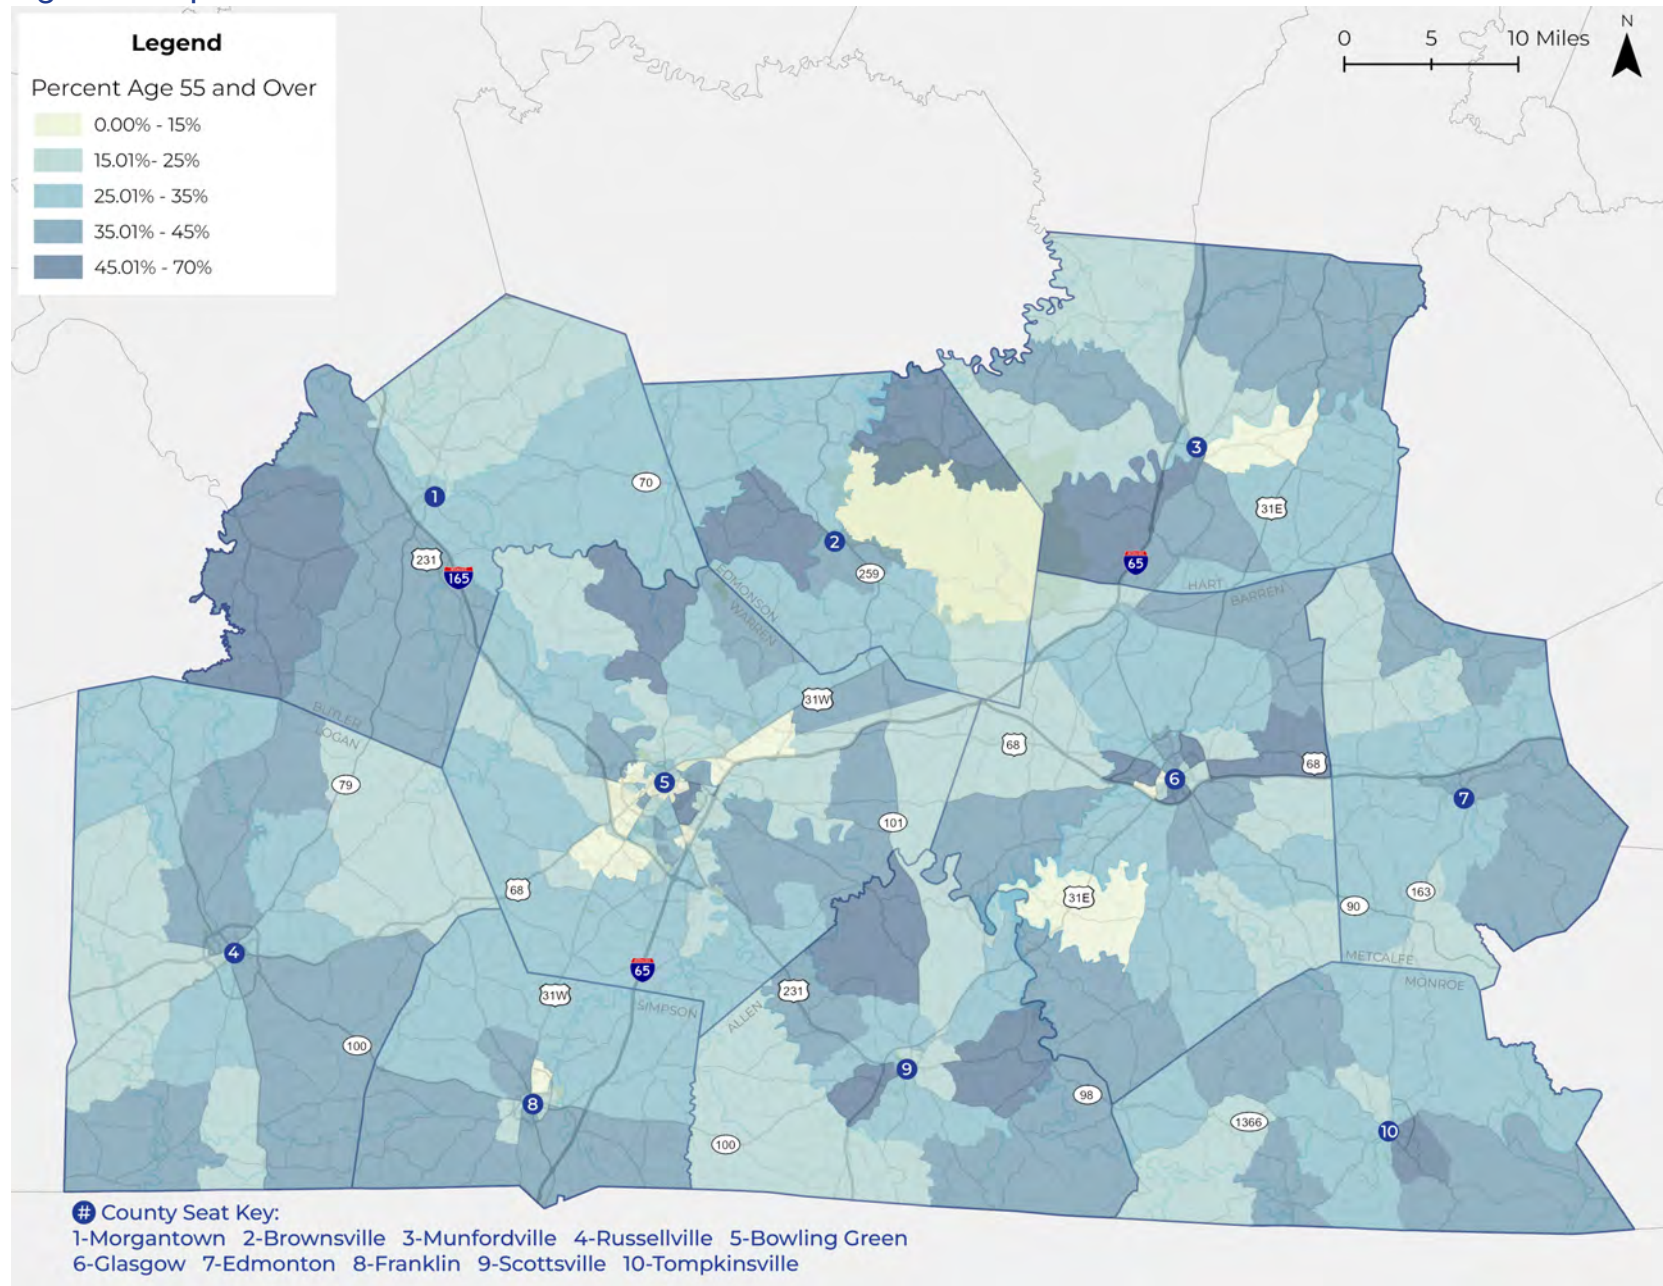 Legend
Percent Age 55 and Over
0.00% - 15%
15.01%- 25%
25.01% - 35%
35.01% - 45%
45.01% - 70%
0 5 10 Miles
N
3
1
70
31E
2
231
165
65
259
HART
BARREN
EDMONSON
WARREN
31W
BUTLER
LOGAN
68
68
79
5
6
7
101
68
31E
163
90
4
METCALFE
65
MONROE
31W
231
SIMPSON
ALLEN
100
9
98
8
1366
10
100
# County Seat Key:
1-Morgantown 2-Brownsville 3-Munfordville 4-Russellville 5-Bowling Green
6-Glasgow 7-Edmonton 8-Franklin 9-Scottsville 10-Tompkinsville